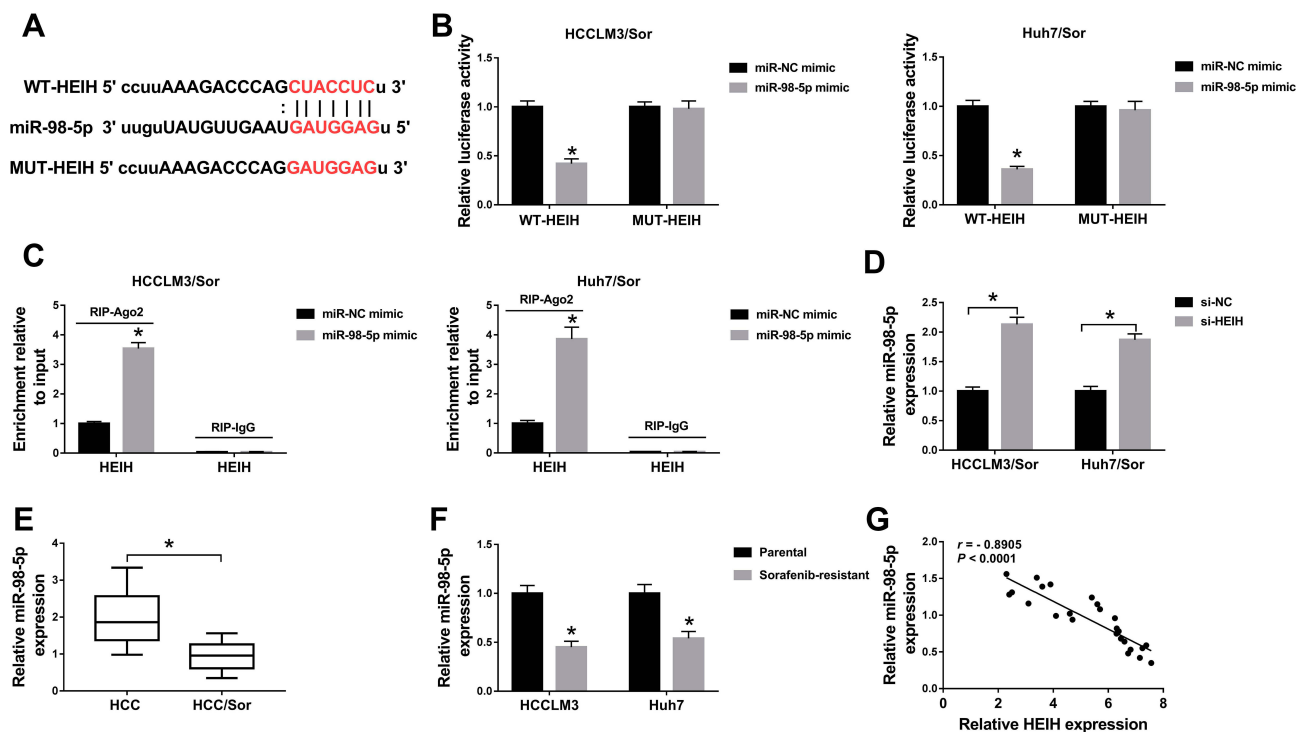 A
WT-HEIH 5' ccuuAAAGACCCAGCUACCUCu 3'
: || | | | ||
miR-98-5p 3' uuguUAUGUUGAAUGAUGGAGu 5'
MUT-HEIH 5' ccuuAAAGACCCAGGAUGGAGu 3'
B
HCCLM3/Sor
Relative luciferase activity
1.5
1.0
0.5
0.0
*
WT-HEIH
MUT-HEIH
miR-NC mimic
miR-98-5p mimic
Huh7/Sor
Relative luciferase activity
1.5
1.0
0.5
0.0
*
WT-HEIH
MUT-HEIH
miR-NC mimic
miR-98-5p mimic
C
HCCLM3/Sor
Enrichment relative
to input
5
4
3
2
1
0
RIP-Ago2
*
RIP-IgG
HEIH
HEIH
miR-NC mimic
miR-98-5p mimic
Huh7/Sor
Enrichment relative
to input
5
4
3
2
1
0
RIP-Ago2
*
RIP-IgG
HEIH
HEIH
miR-NC mimic
miR-98-5p mimic
D
Relative miR-98-5p
expression
2.5
2.0
1.5
1.0
0.5
0.0
*
*
HCCLM3/Sor
Huh7/Sor
si-NC
si-HEIH
E
Relative miR-98-5p
expression
4
3
2
1
0
*
HCC
HCC/Sor
F
Relative miR-98-5p
expression
1.5
1.0
0.5
0.0
*
*
HCCLM3
Huh7
Parental
Sorafenib-resistant
G
Relative miR-98-5p
expression
2.0
1.5
1.0
0.5
0.0
r = - 0.8905
P < 0.0001
0
2
4
6
8
Relative HEIH expression